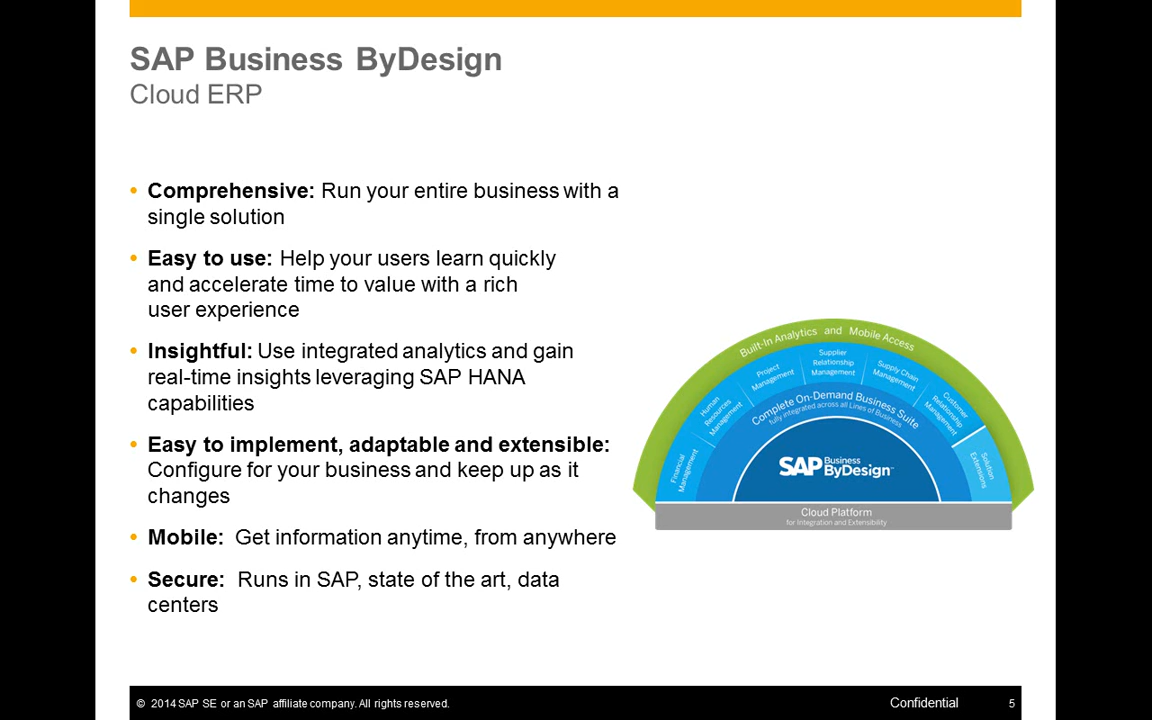 SAP Business ByDesign
Cloud ERP
• Comprehensive: Run your entire business with a
single solution
• Easy to use: Help your users learn quickly
and accelerate time to value with a rich
user experience
• Insightful: Use integrated analytics and gain
real-time insights leveraging SAP HANA
capabilities
• Easy to implement, adaptable and extensible:
Configure for your business and keep up as it
changes
• Mobile: Get information anytime, from anywhere
• Secure: Runs in SAP, state of the art, data
centers
Built-In Analytics and Mobile Access
Financial
Management
Human
Resources
Management
Project
Management
Supplier
Relationship
Management
Supply Chain
Management
Customer
Relationship
Management
Solution
Extensions
Complete On-Demand Business Suite
fully integrated across all Lines of Business
SAP Business
ByDesign™
Cloud Platform
for Integration and Extensibility
© 2014 SAP SE or an SAP affiliate company. All rights reserved.
Confidential
5